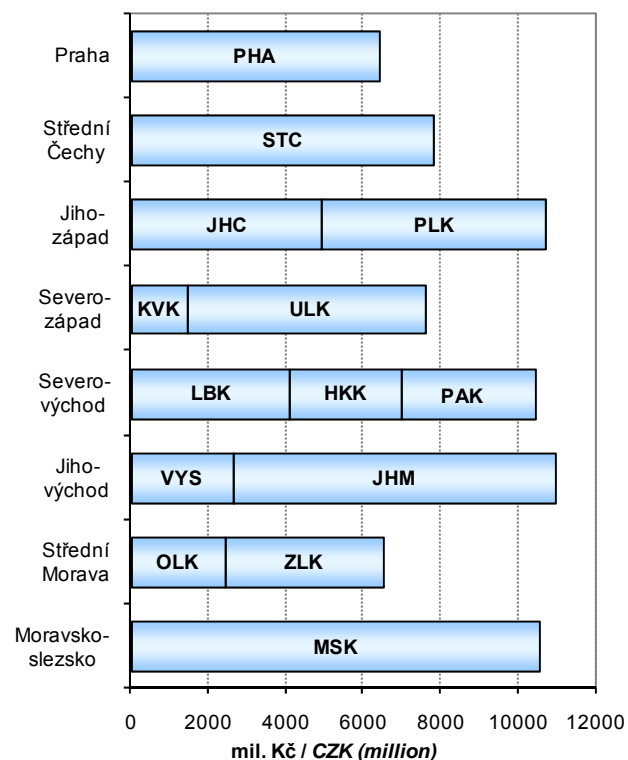 Praha
PHA
Střední
Čechy
STC
Jiho-
západ
JHC PLK
Severo-
západ
KVK ULK
Severo-
východ
LBK HKK PAK
Jiho-
východ
VYS JHM
Střední
Morava
OLK ZLK
Moravsko-
slezsko
MSK
0 2000 4000 6000 8000 10000 12000
mil. Kč / CZK (million)